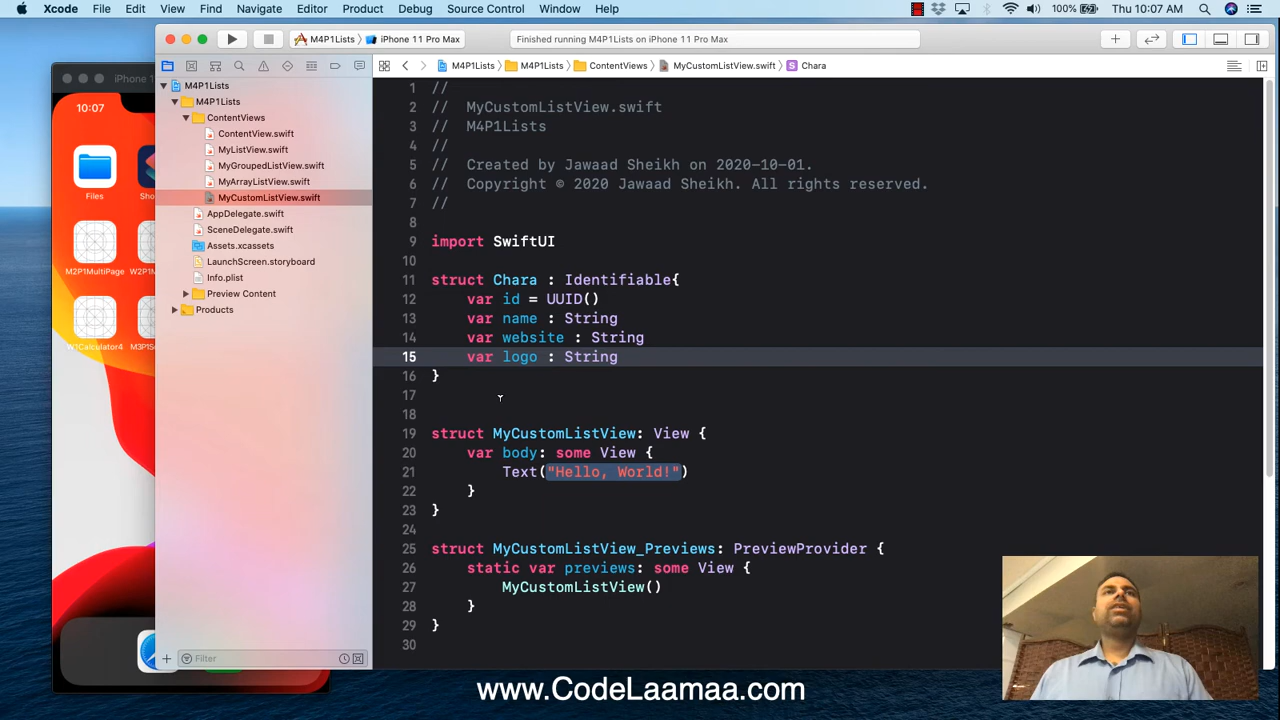 Xcode File Edit View Find Navigate Editor Product Debug Source Control Window Help 100% Thu 10:07 AM
iPhone 11
M4P1Lists iPhone 11 Pro Max Finished running M4P1Lists on iPhone 11 Pro Max
M4P1Lists M4P1Lists ContentViews MyCustomListView.swift S Chara
10:07
Files
Sho
M2P1MultiPage
W2P1
W1Calculator4
M3P1S
M4P1Lists
M4P1Lists
ContentViews
ContentView.swift
MyListView.swift
MyGroupedListView.swift
MyArrayListView.swift
MyCustomListView.swift
AppDelegate.swift
SceneDelegate.swift
Assets.xcassets
LaunchScreen.storyboard
Info.plist
Preview Content
Products
Filter
1 //
2 // MyCustomListView.swift
3 // M4P1Lists
4 //
5 // Created by Jawaad Sheikh on 2020-10-01.
6 // Copyright © 2020 Jawaad Sheikh. All rights reserved.
7 //
8
9 import SwiftUI
10
11 struct Chara : Identifiable{
12 var id = UUID()
13 var name : String
14 var website : String
15 var logo : String
16 }
17
18
19 struct MyCustomListView: View {
20 var body: some View {
21 Text("Hello, World!")
22 }
23 }
24
25 struct MyCustomListView_Previews: PreviewProvider {
26 static var previews: some View {
27 MyCustomListView()
28 }
29 }
30
www.CodeLaamaa.com